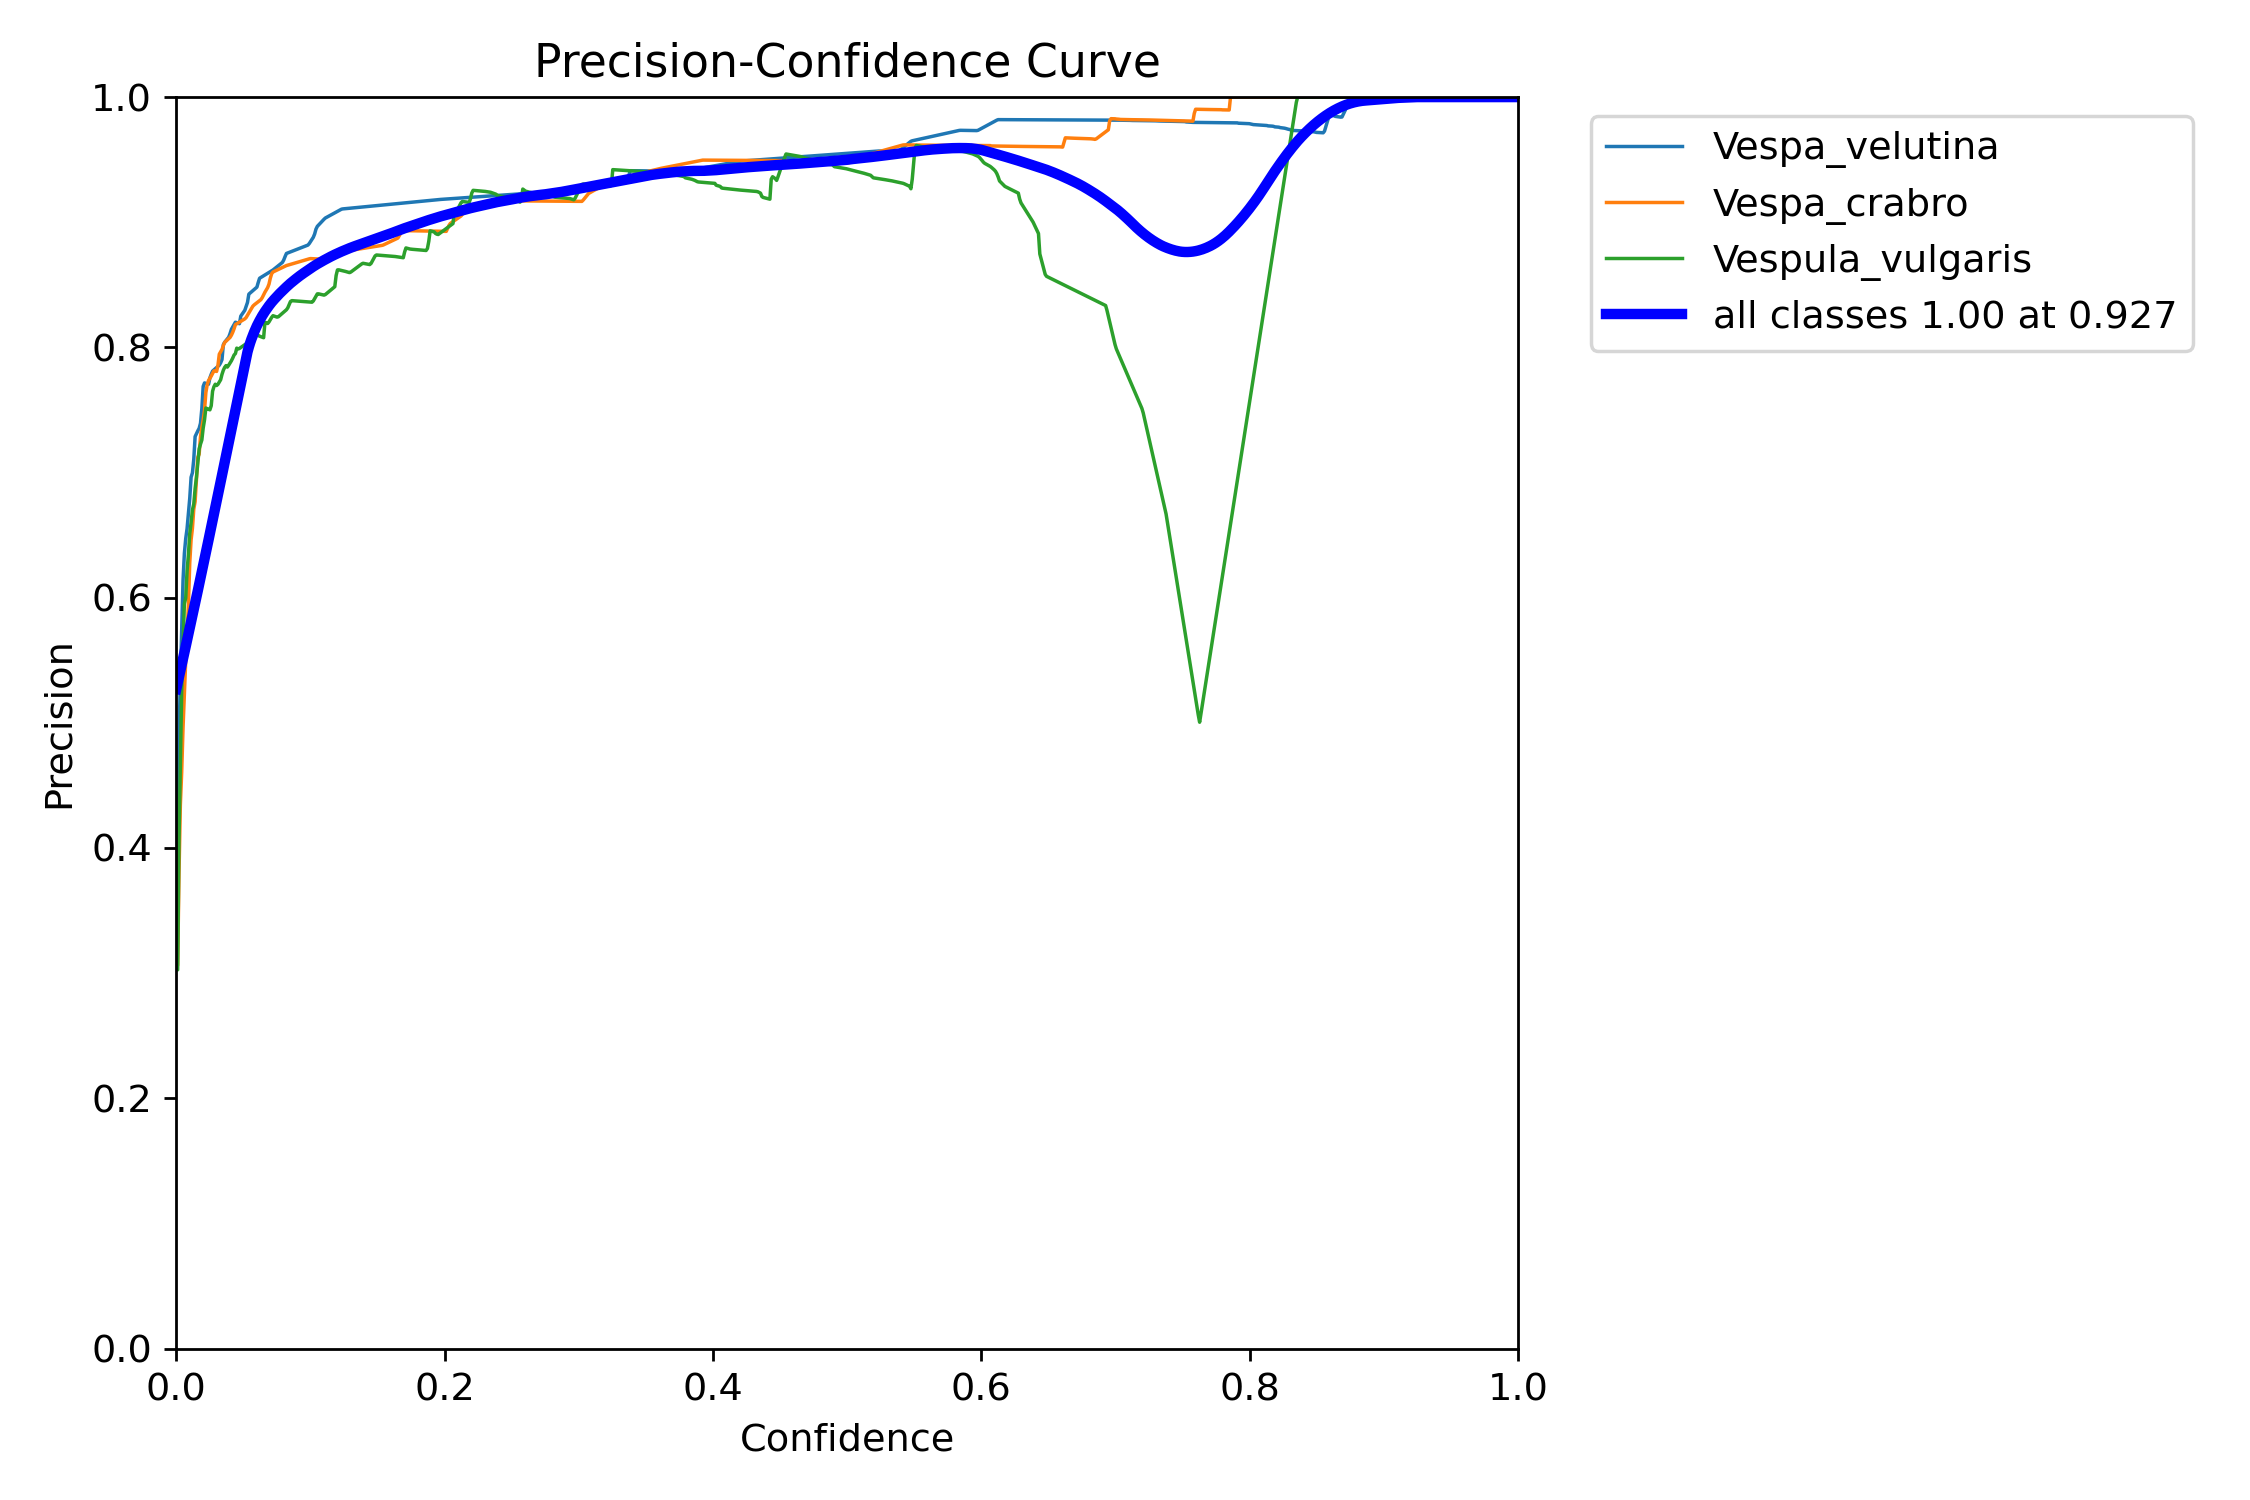 Precision-Confidence Curve
1.0
0.8
0.6
0.4
0.2
0.0
Precision
0.0 0.2 0.4 0.6 0.8 1.0
Confidence
Vespa_velutina
Vespa_crabro
Vespula_vulgaris
all classes 1.00 at 0.927